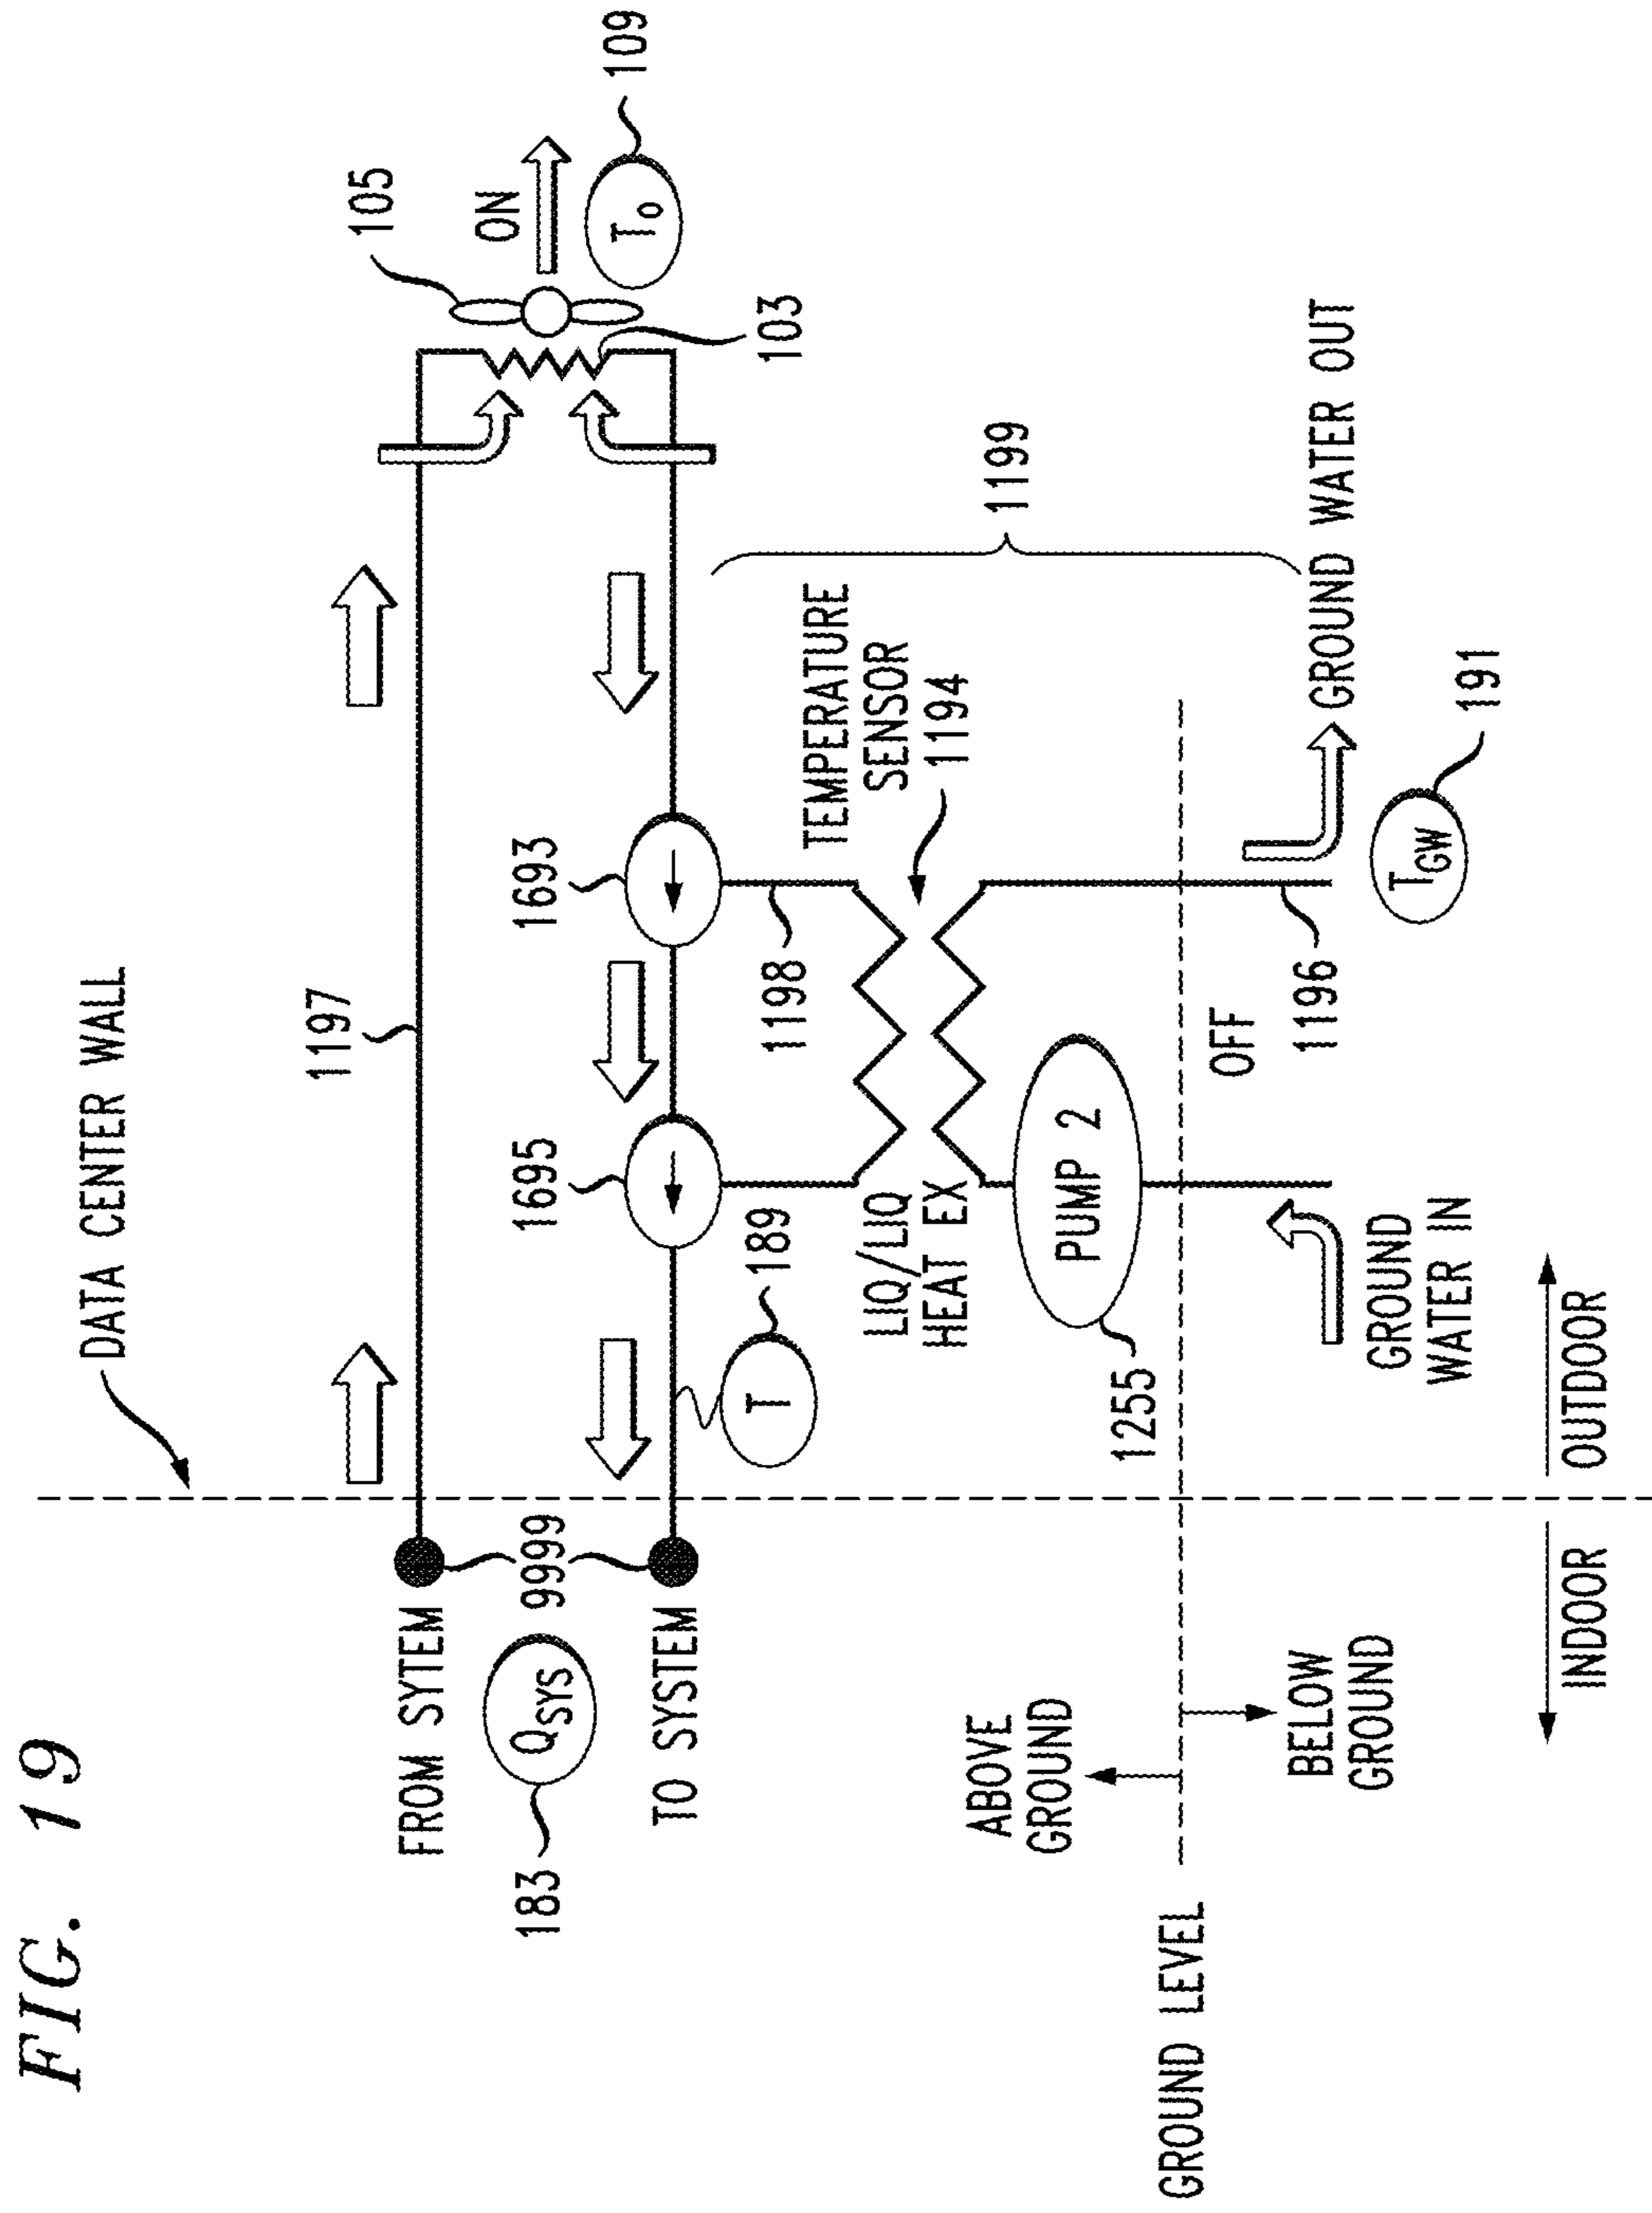 FIG. 19
DATA CENTER WALL
1197
105
ON
109
To
103
FROM SYTEM
9999
QSYS
183
TO SYSTEM
1695
1693
T
189
1198
TEMPERATURE
SENSOR
1194
1199
LIQ/LIQ
HEAT EX
PUMP 2
1255
ABOVE
GROUND
GROUND LEVEL
BELOW
GROUND
OFF
1196
GROUND WATER OUT
GROUND
WATER IN
TGW
191
INDOOR
OUTDOOR